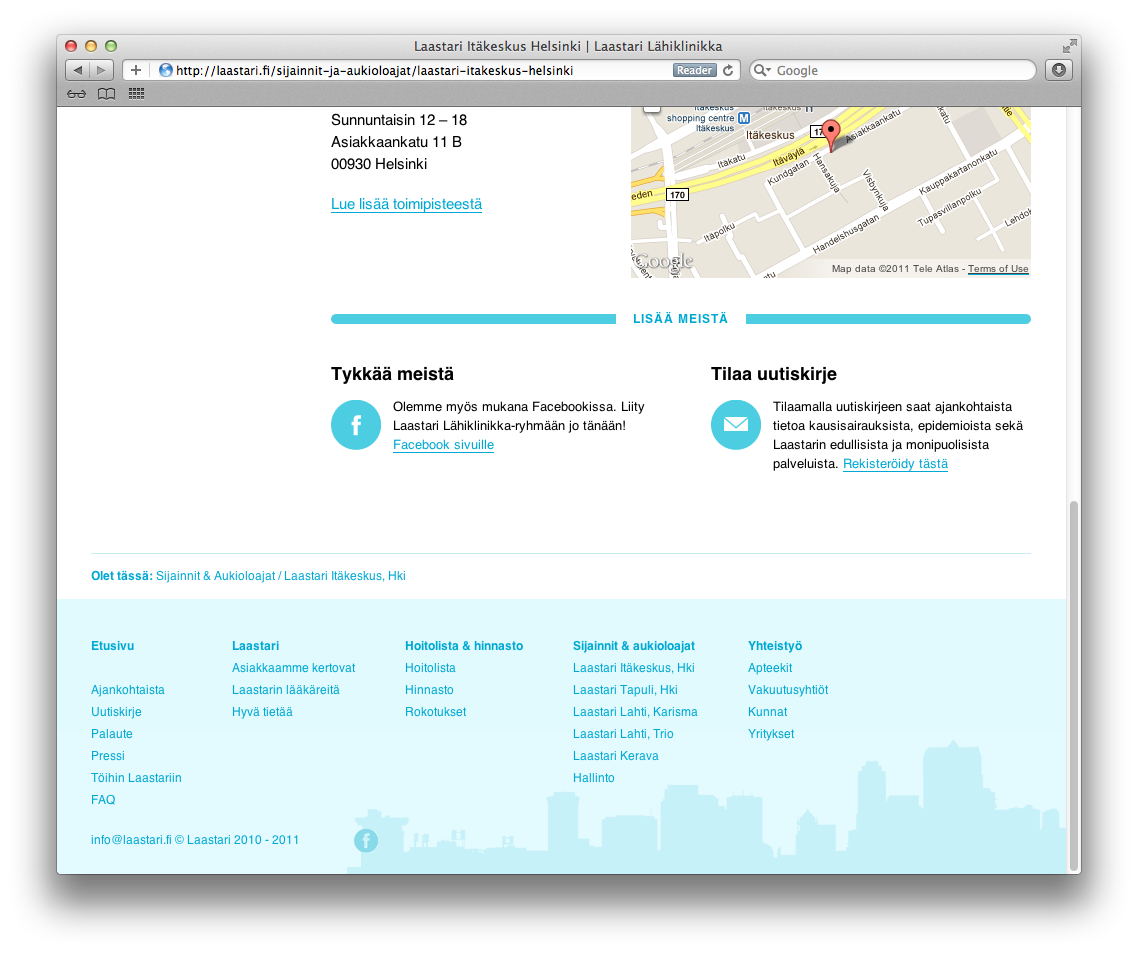 Laastari Itäkeskus Helsinki | Laastari Lähiklinikka
http://laastari.fi/sijainnit-ja-aukioloajat/laastari-itakeskus-helsinki
Reader
Google
Sunnuntaisin 12 – 18
Asiakkaankatu 11 B
00930 Helsinki
Lue lisää toimipisteestä
Itäkeskus
shopping centre
Itäkeskus
M
Itäkeskus
Asiakkaankatu
Itäkatu
Itäväylä
Kundgatan
Hansakuja
Visbynkuja
Kauppakartanonkatu
Tupasvillanpolku
170
Itäpolku
Handelshusgatan
Google
Map data ©2011 Tele Atlas - Terms of Use
LISÄÄ MEISTÄ
Tykkää meistä
Olemme myös mukana Facebookissa. Liity
Laastari Lähiklinikka-ryhmään jo tänään!
Facebook sivuille
Tilaa uutiskirje
Tilaamalla uutiskirjeen saat ajankohtaista
tietoa kausisairauksista, epidemioista sekä
Laastarin edullisista ja monipuolisista
palveluista. Rekisteröidy tästä
Olet tässä: Sijainnit & Aukioloajat / Laastari Itäkeskus, Hki
Etusivu
Ajankohtaista
Uutiskirje
Palaute
Pressi
Töihin Laastariin
FAQ
Laastari
Asiakkaamme kertovat
Laastarin lääkäreitä
Hyvä tietää
Hoitolista & hinnasto
Hoitolista
Hinnasto
Rokotukset
Sijainnit & aukioloajat
Laastari Itäkeskus, Hki
Laastari Tapuli, Hki
Laastari Lahti, Karisma
Laastari Lahti, Trio
Laastari Kerava
Hallinto
Yhteistyö
Apteekit
Vakuutusyhtiöt
Kunnat
Yritykset
info@laastari.fi © Laastari 2010 - 2011